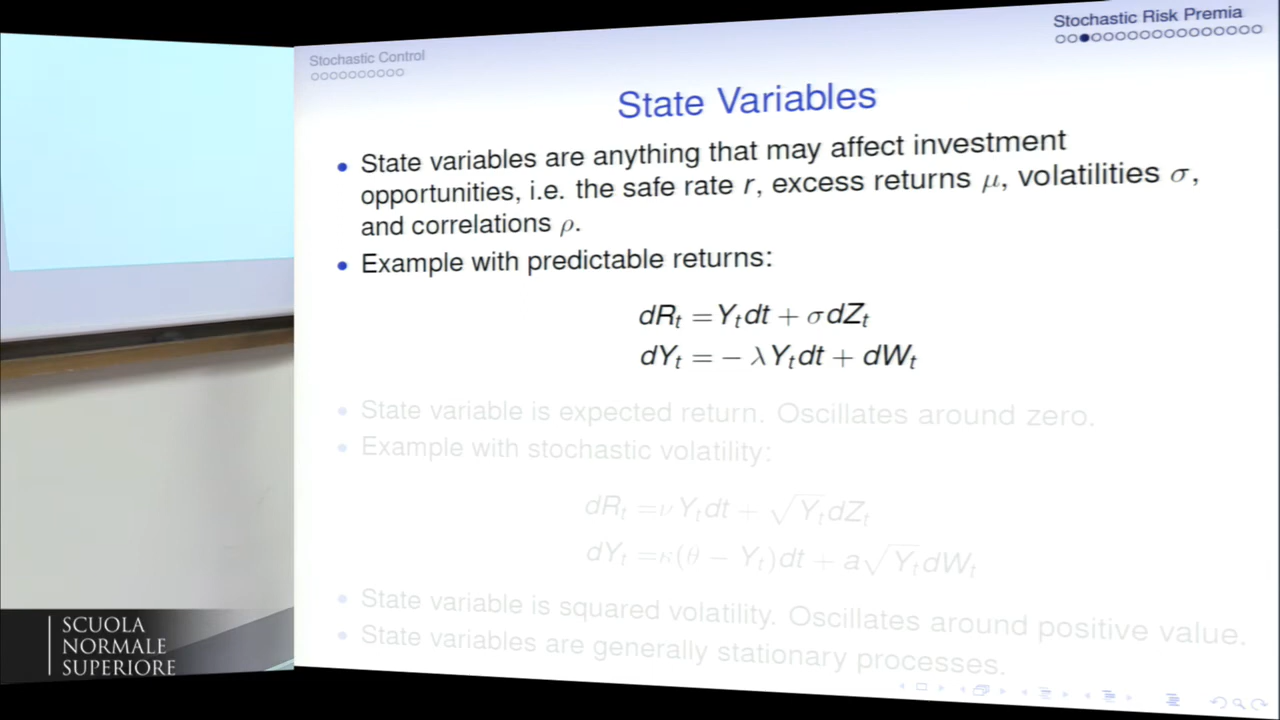 Stochastic Control
Stochastic Risk Premia
State Variables
• State variables are anything that may affect investment
opportunities, i.e. the safe rate r, excess returns μ, volatilities σ,
and correlations ρ.
• Example with predictable returns:
dR_t = Y_t dt + σ dZ_t
dY_t = − λ Y_t dt + dW_t
• State variable is expected return. Oscillates around zero.
• Example with stochastic volatility:
dR_t = ν Y_t dt + √Y_t dZ_t
dY_t = κ(θ − Y_t)dt + a√Y_t dW_t
• State variable is squared volatility. Oscillates around positive value.
• State variables are generally stationary processes.
SCUOLA
NORMALE
SUPERIORE